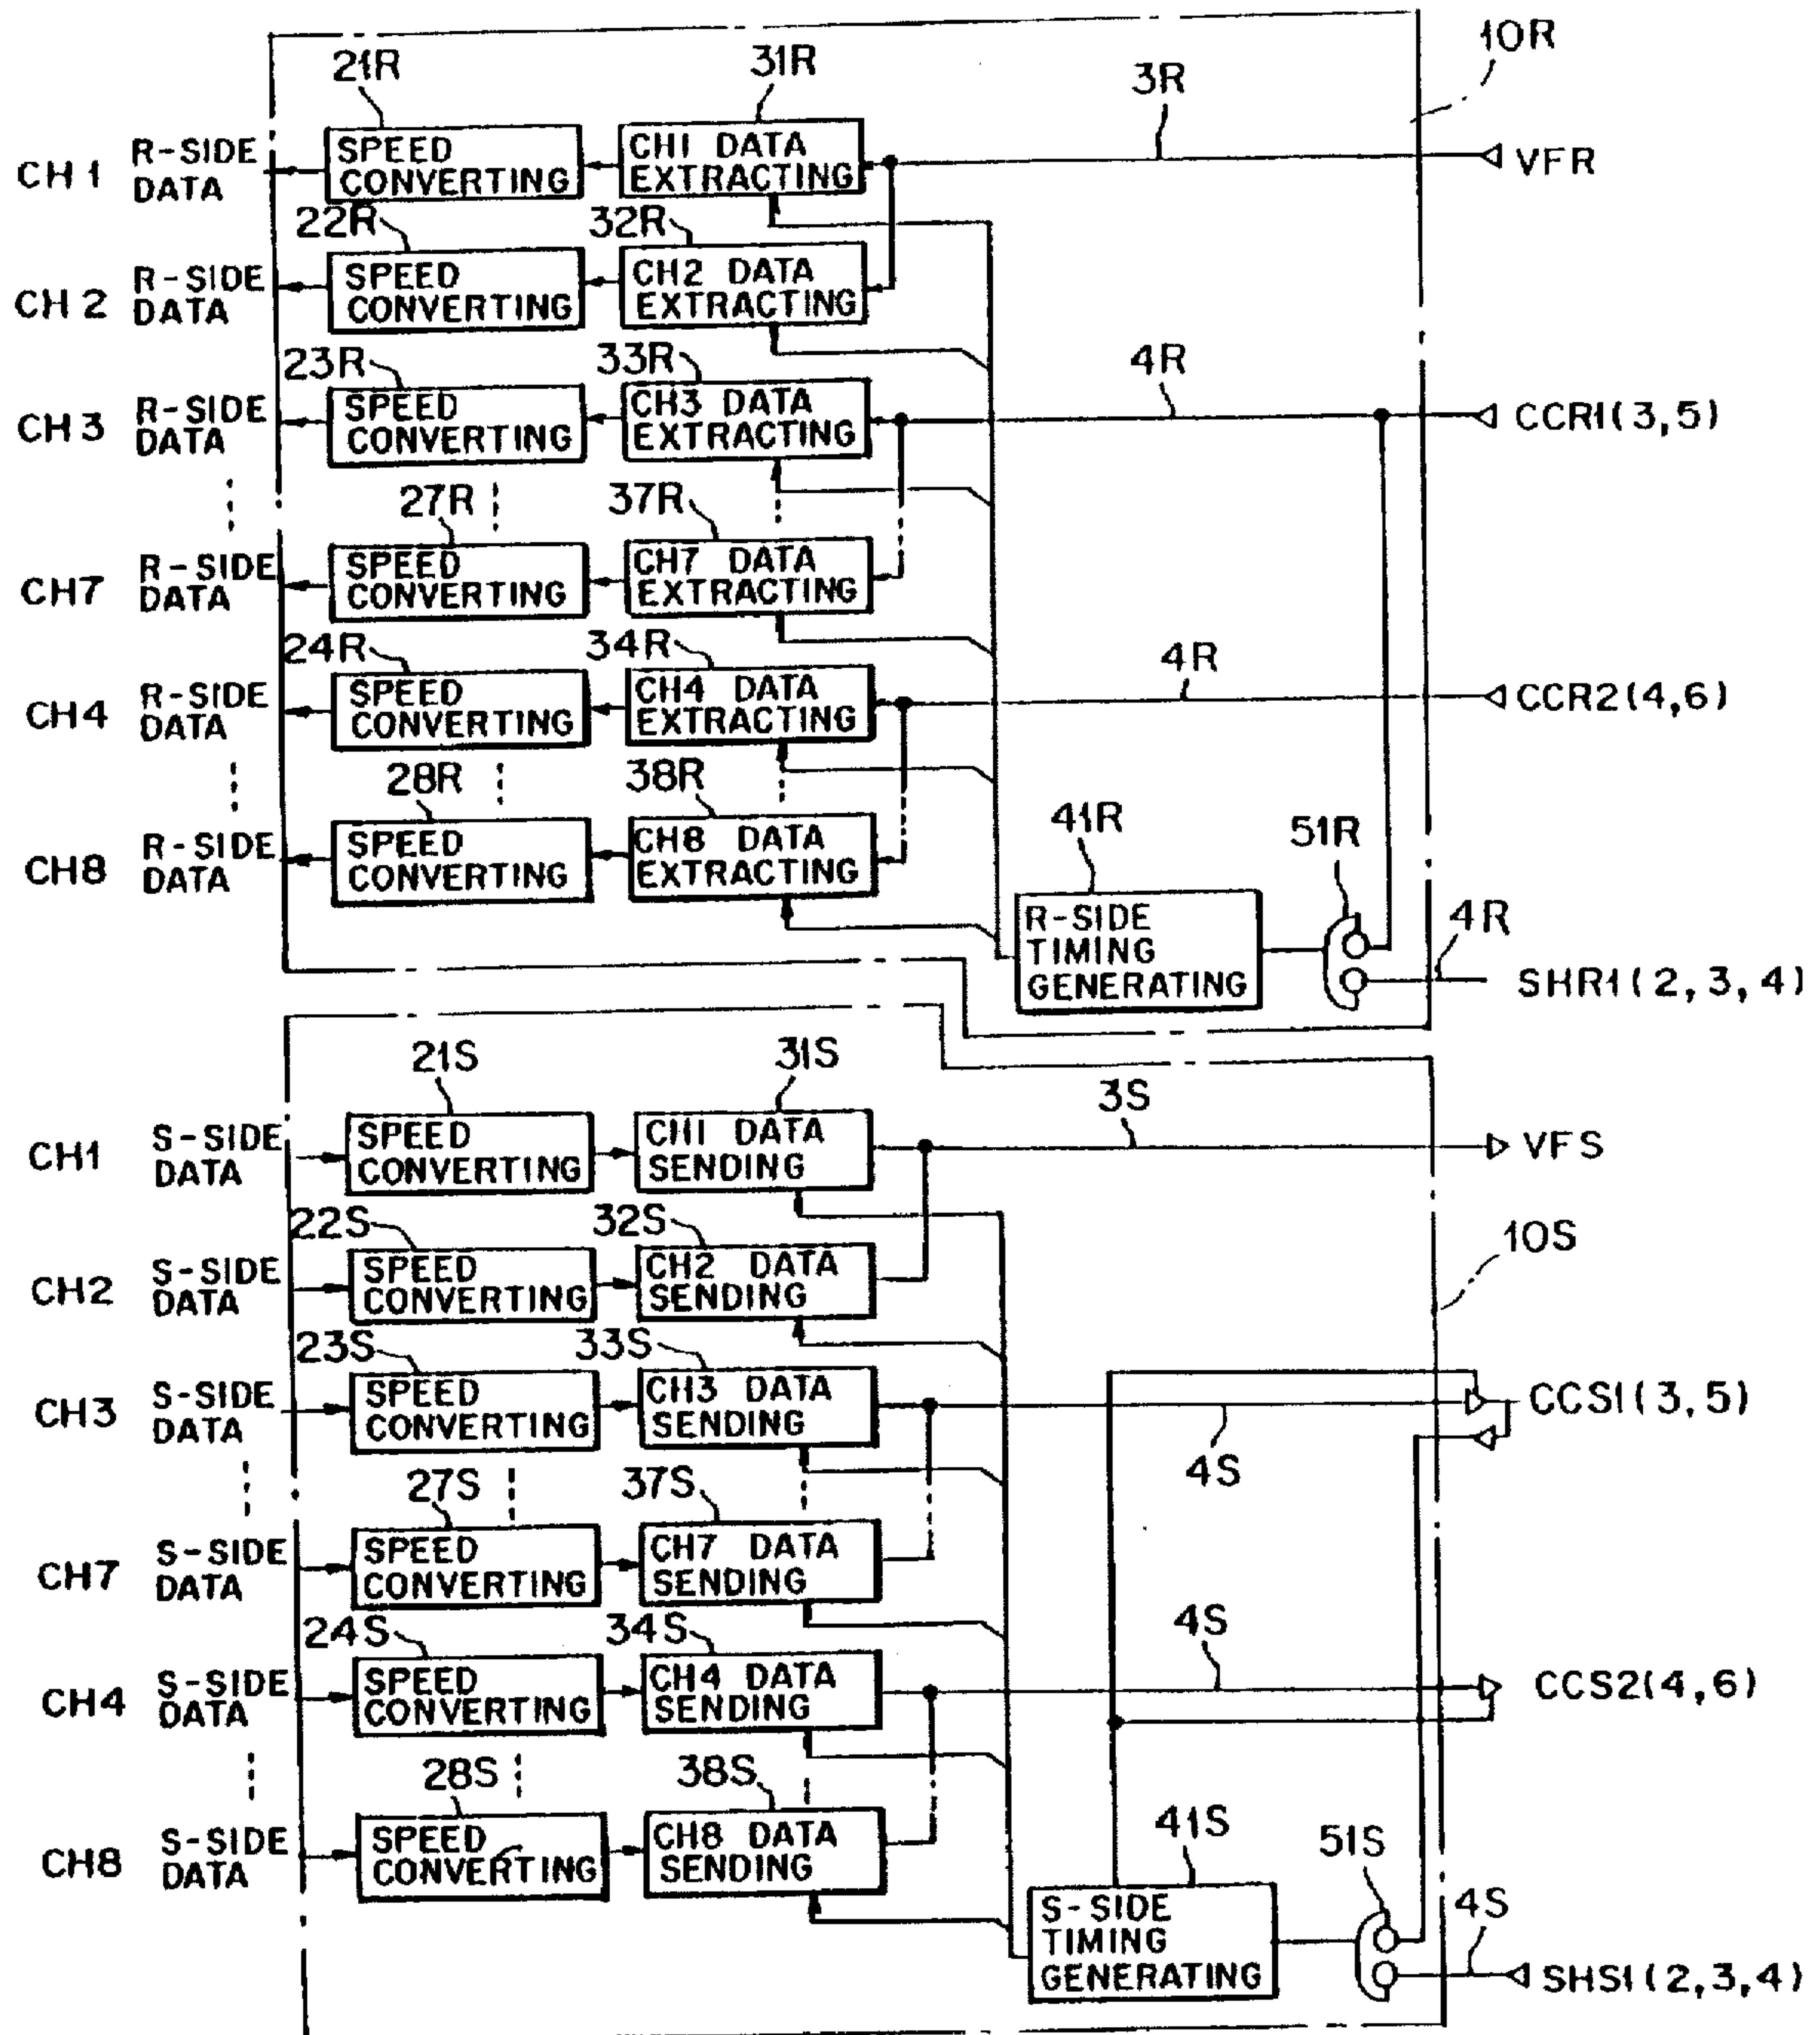 10R
21R
31R
3R
CH1
R-SIDE
DATA
SPEED
CONVERTING
CH1 DATA
EXTRACTING
VFR
22R
32R
CH2
R-SIDE
DATA
SPEED
CONVERTING
CH2 DATA
EXTRACTING
23R
33R
4R
CH3
R-SIDE
DATA
SPEED
CONVERTING
CH3 DATA
EXTRACTING
CCR1(3,5)
27R
37R
CH7
R-SIDE
DATA
SPEED
CONVERTING
CH7 DATA
EXTRACTING
24R
34R
4R
CH4
R-SIDE
DATA
SPEED
CONVERTING
CH4 DATA
EXTRACTING
CCR2(4,6)
28R
38R
41R
51R
CH8
R-SIDE
DATA
SPEED
CONVERTING
CH8 DATA
EXTRACTING
R-SIDE
TIMING
GENERATING
4R
SHR1(2,3,4)
21S
31S
3S
CH1
S-SIDE
DATA
SPEED
CONVERTING
CH1 DATA
SENDING
VFS
22S
32S
10S
CH2
S-SIDE
DATA
SPEED
CONVERTING
CH2 DATA
SENDING
23S
33S
CH3
S-SIDE
DATA
SPEED
CONVERTING
CH3 DATA
SENDING
CCS1(3,5)
4S
27S
37S
CH7
S-SIDE
DATA
SPEED
CONVERTING
CH7 DATA
SENDING
24S
34S
4S
CH4
S-SIDE
DATA
SPEED
CONVERTING
CH4 DATA
SENDING
CCS2(4,6)
28S
38S
41S
51S
CH8
S-SIDE
DATA
SPEED
CONVERTING
CH8 DATA
SENDING
S-SIDE
TIMING
GENERATING
4S
SHS1(2,3,4)